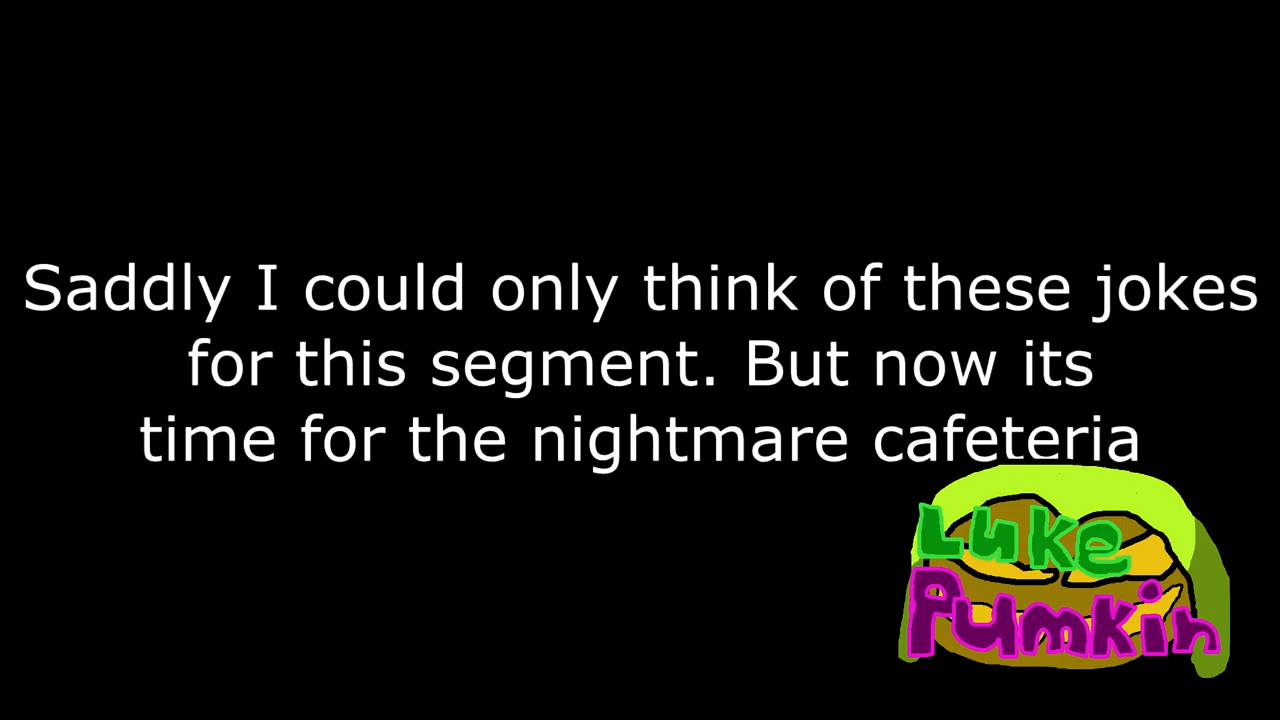 Saddly I could only think of these jokes
for this segment. But now its
time for the nightmare cafeteria
Luke
Pumkin